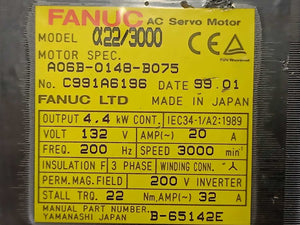 FANUC AC Servo Motor
MODEL α22/3000
MOTOR SPEC.
A06B-0148-B075
No. C991A6196 DATE 99.01
FANUC LTD MADE IN JAPAN
OUTPUT 4.4 kW CONT. IEC34-1/A2:1989
VOLT 132 V AMP(~) 20 A
FREQ. 200 Hz SPEED 3000 min⁻¹
INSULATION F 3 PHASE WINDING CONN. Y
PERM. MAG. FIELD 200 V INVERTER
STALL TRQ. 22 Nm, AMP(~) 32 A
MANUAL PART NUMBER. B-65142E
YAMANASHI JAPAN